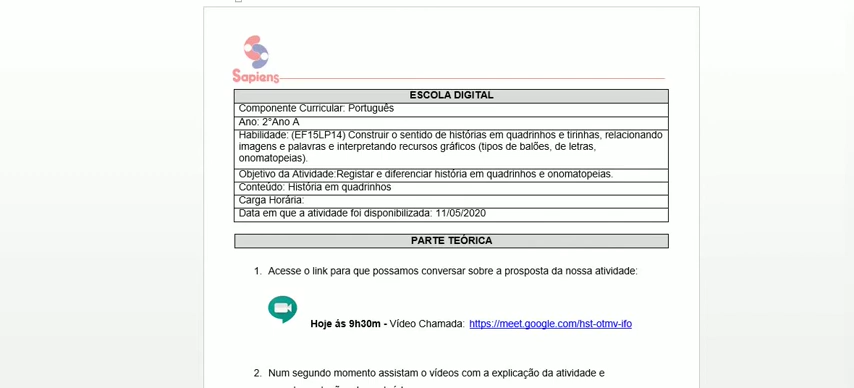 Sapiens
ESCOLA DIGITAL
Componente Curricular: Português
Ano: 2°Ano A
Habilidade: (EF15LP14) Construir o sentido de histórias em quadrinhos e tirinhas, relacionando
imagens e palavras e interpretando recursos gráficos (tipos de balões, de letras,
onomatopeias).
Objetivo da Atividade:Registar e diferenciar história em quadrinhos e onomatopeias.
Conteúdo: História em quadrinhos
Carga Horária:
Data em que a atividade foi disponibilizada: 11/05/2020
PARTE TEÓRICA
1. Acesse o link para que possamos conversar sobre a prosposta da nossa atividade:
Hoje ás 9h30m - Vídeo Chamada: https://meet.google.com/hst-otmv-ifo
2. Num segundo momento assistam o vídeos com a explicação da atividade e